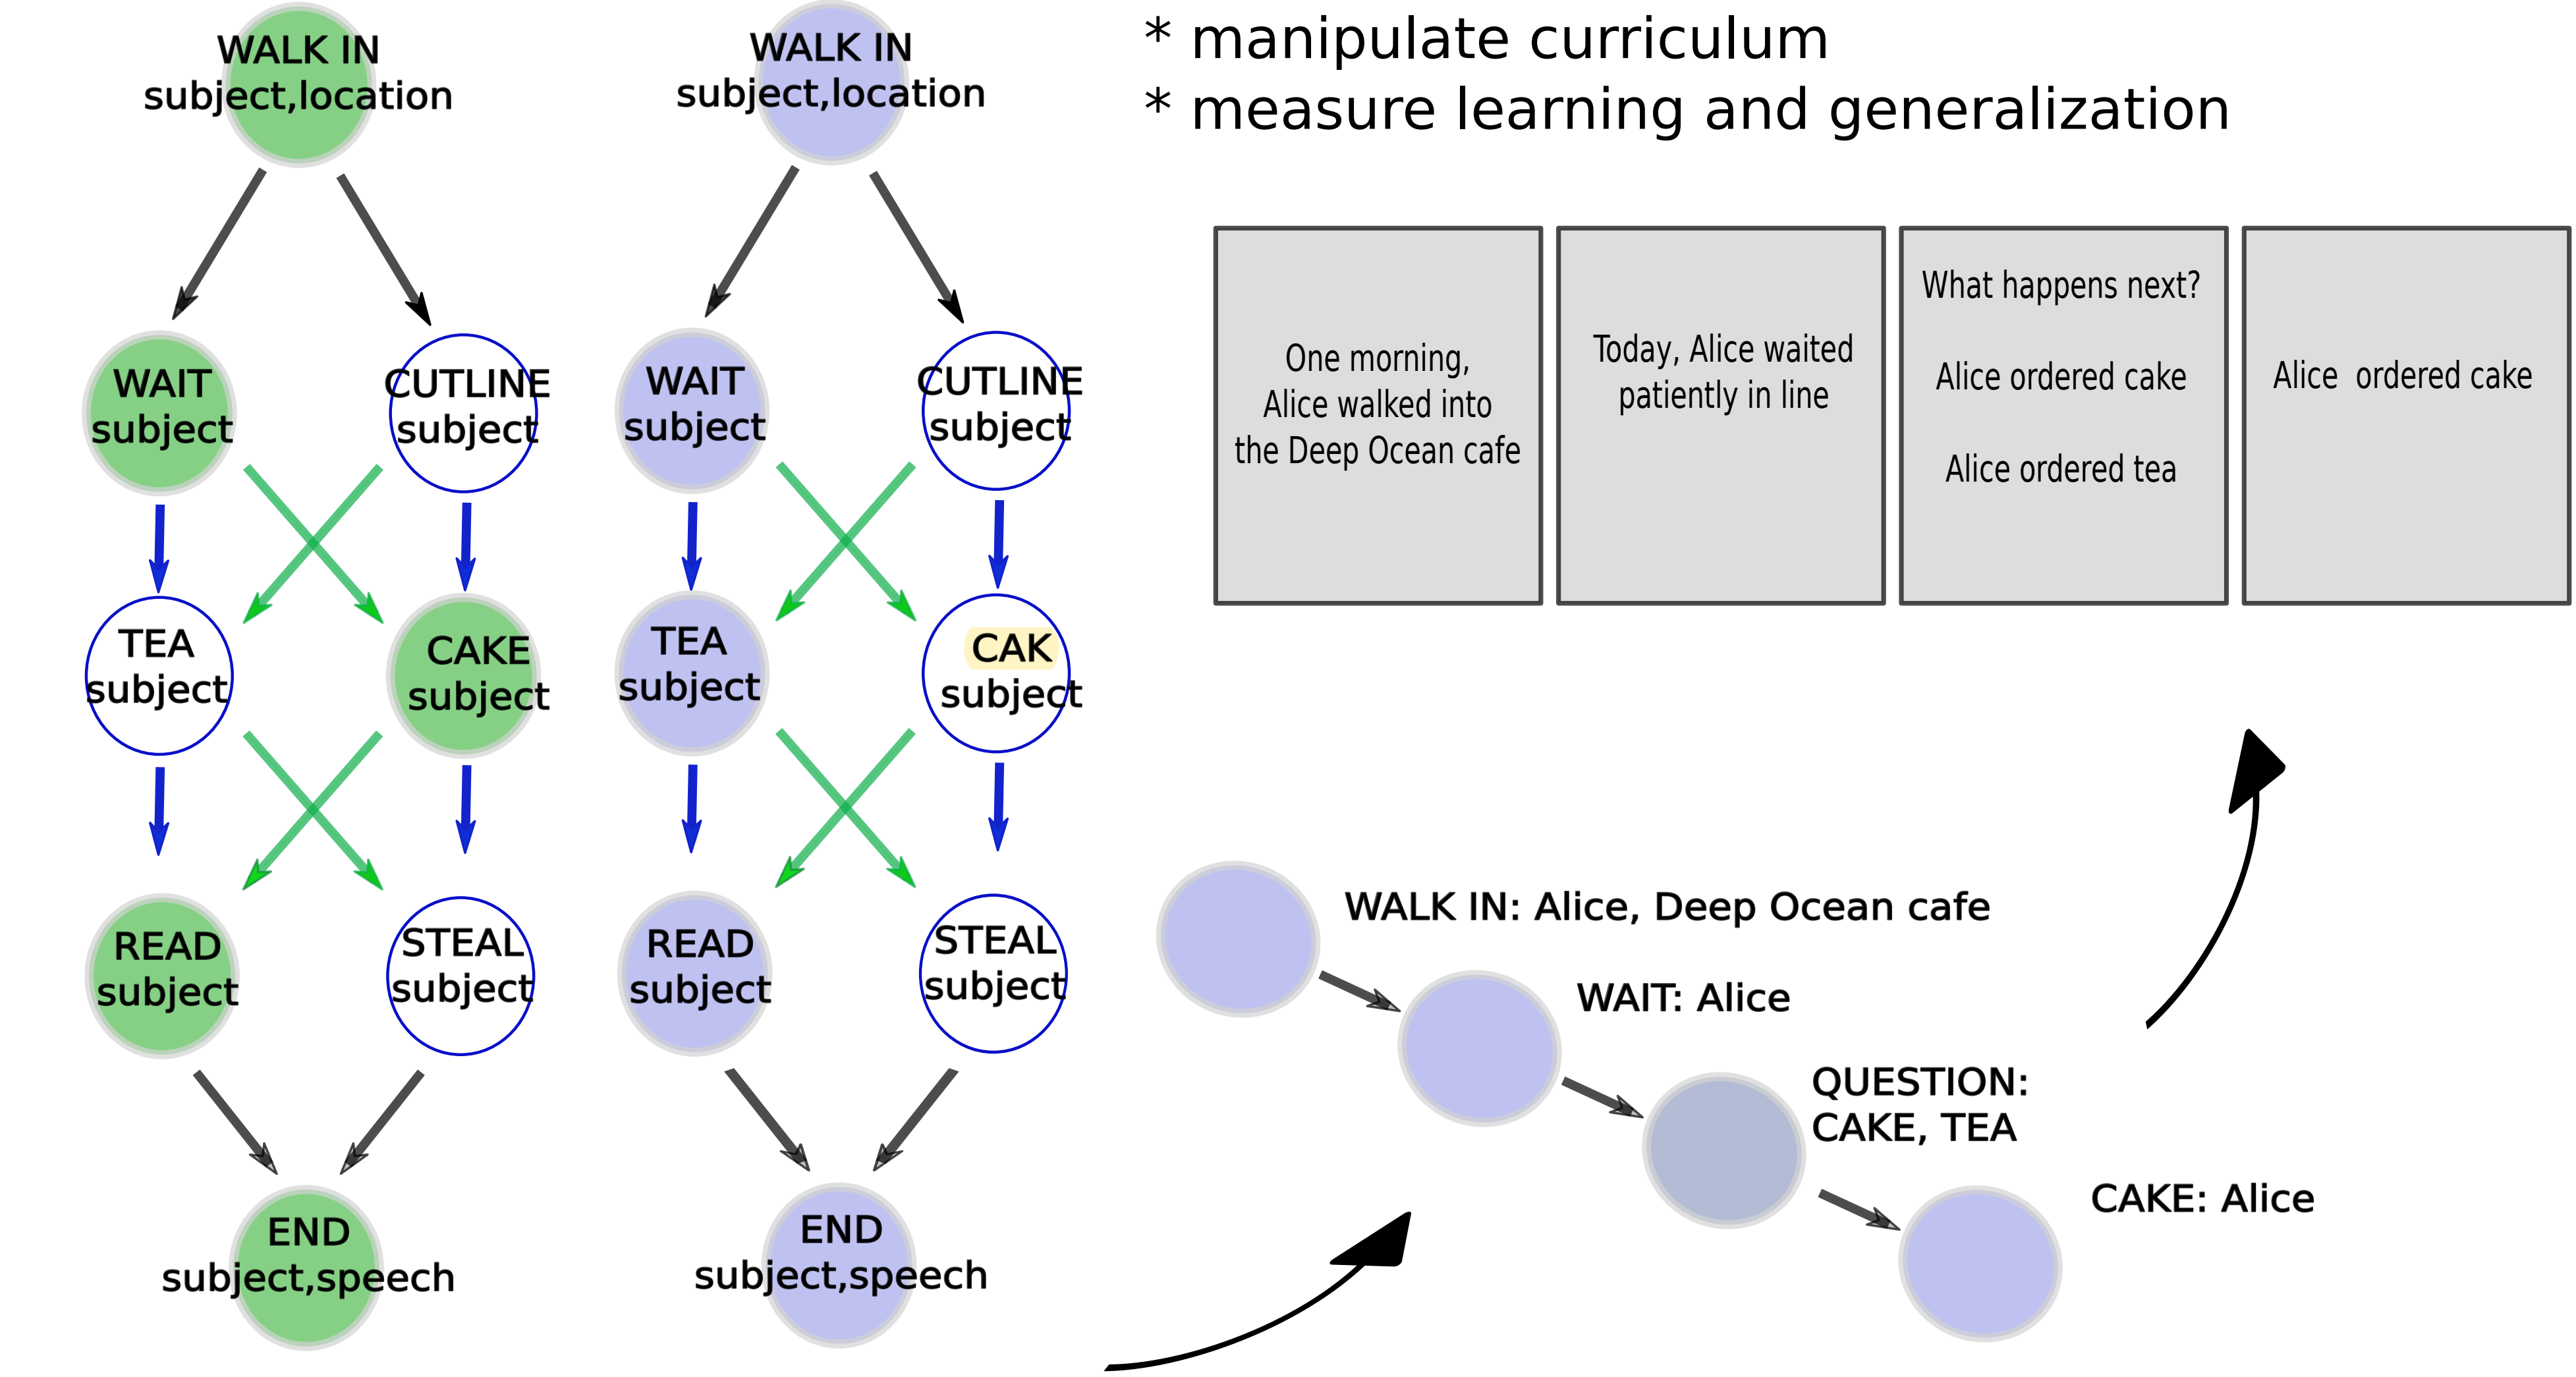 WALK IN
subject,location
WAIT
subject
CUTLINE
subject
TEA
subject
CAKE
subject
READ
subject
STEAL
subject
END
subject,speech
WALK IN
subject,location
WAIT
subject
CUTLINE
subject
TEA
subject
CAK
subject
READ
subject
STEAL
subject
END
subject,speech
* manipulate curriculum
* measure learning and generalization
One morning,
Alice walked into
the Deep Ocean cafe
Today, Alice waited
patiently in line
What happens next?
Alice ordered cake
Alice ordered tea
Alice  ordered cake
WALK IN: Alice, Deep Ocean cafe
WAIT: Alice
QUESTION:
CAKE, TEA
CAKE: Alice